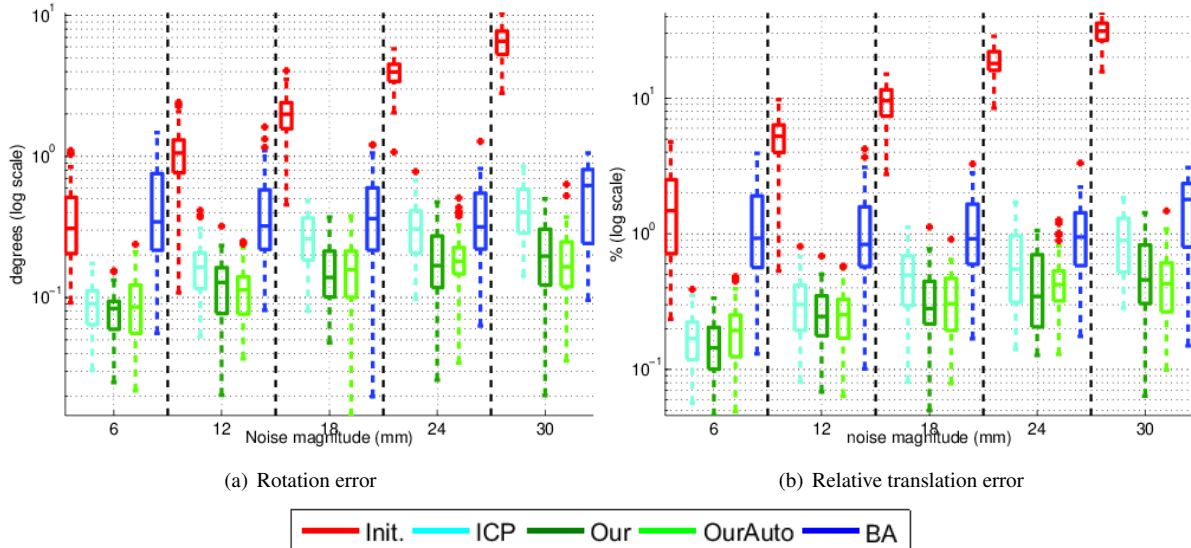 10¹
10⁰
10⁻¹
degrees (log scale)
6
12
18
24
30
Noise magnitude (mm)
(a) Rotation error
10¹
10⁰
10⁻¹
% (log scale)
6
12
18
24
30
noise magnitude (mm)
(b) Relative translation error
Init. ICP Our OurAuto BA